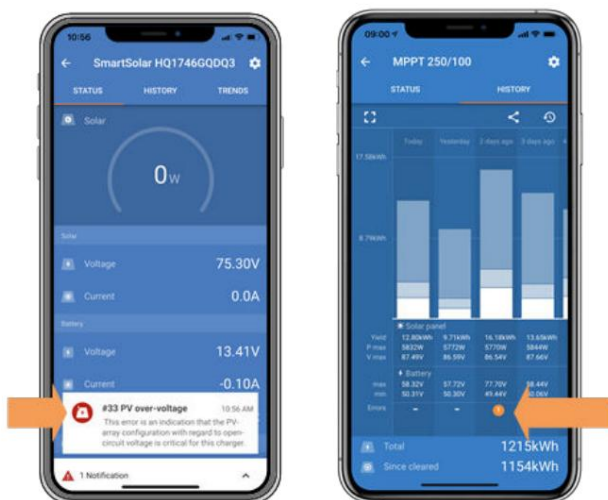 10:56
SmartSolar HQ1746GQDQ3
STATUS HISTORY TRENDS
Solar
0w
Solar
Voltage 75.30V
Current 0.0A
Battery
Voltage 13.41V
Current -0.10A
#33 PV over-voltage 10:56 AM
This error is an indication that the PV-
array configuration with regard to open-
circuit voltage is critical for this charger.
1 Notification
09:00
MPPT 250/100
STATUS HISTORY
Today Yesterday 2 days ago 3 days ago
17.58kWh
8.79kWh
Solar panel
Yield 12.80kWh 9.71kWh 16.18kWh 13.65kWh
P max 5832W 5772W 5770W 5844W
V max 87.49V 86.59V 86.54V 87.66V
Battery
max 58.32V 57.72V 77.70V 58.44V
min 50.31V 50.30V 49.44V
Errors - - -
Total 1215kWh
Since cleared 1154kWh